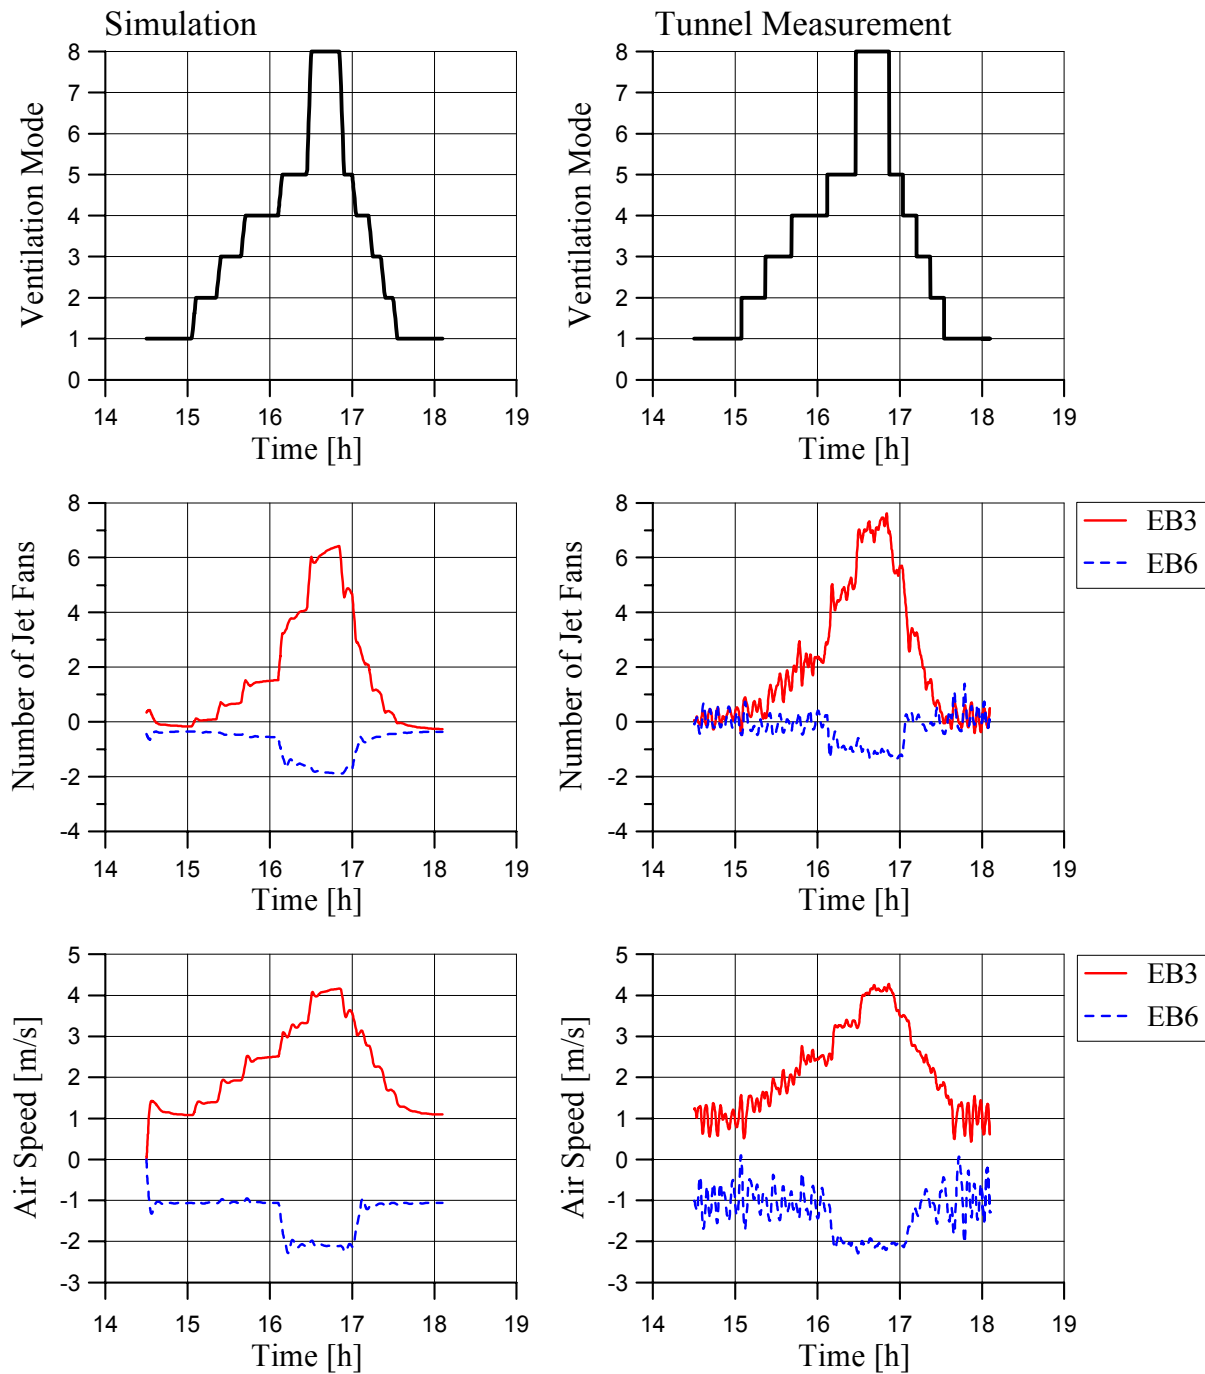 Simulation
Tunnel Measurement
Ventilation Mode
8
7
6
5
4
3
2
1
0
14 15 16 17 18 19
Time [h]
Ventilation Mode
8
7
6
5
4
3
2
1
0
14 15 16 17 18 19
Time [h]
Number of Jet Fans
8
6
4
2
0
-2
-4
14 15 16 17 18 19
Time [h]
Number of Jet Fans
8
6
4
2
0
-2
-4
14 15 16 17 18 19
Time [h]
EB3
EB6
Air Speed [m/s]
5
4
3
2
1
0
-1
-2
-3
14 15 16 17 18 19
Time [h]
Air Speed [m/s]
5
4
3
2
1
0
-1
-2
-3
14 15 16 17 18 19
Time [h]
EB3
EB6